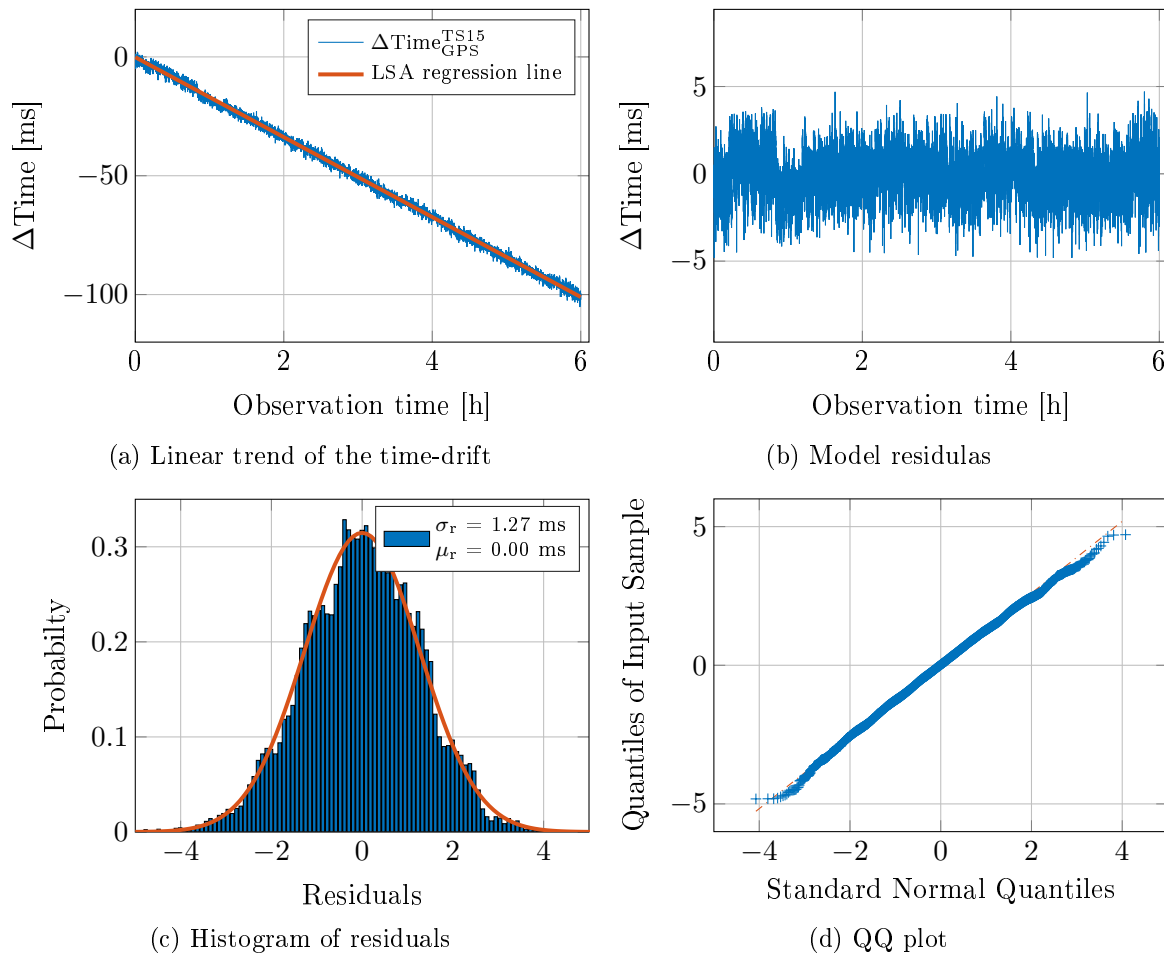 ΔTime [ms]
0
−50
−100
0
2
4
6
Observation time [h]
ΔTime^TS15_GPS
LSA regression line
(a) Linear trend of the time-drift
ΔTime [ms]
5
0
−5
0
2
4
6
Observation time [h]
(b) Model residulas
Probabilty
0.3
0.2
0.1
0
−4
−2
0
2
4
Residuals
σr = 1.27 ms
μr = 0.00 ms
(c) Histogram of residuals
Quantiles of Input Sample
5
0
−5
−4
−2
0
2
4
Standard Normal Quantiles
(d) QQ plot